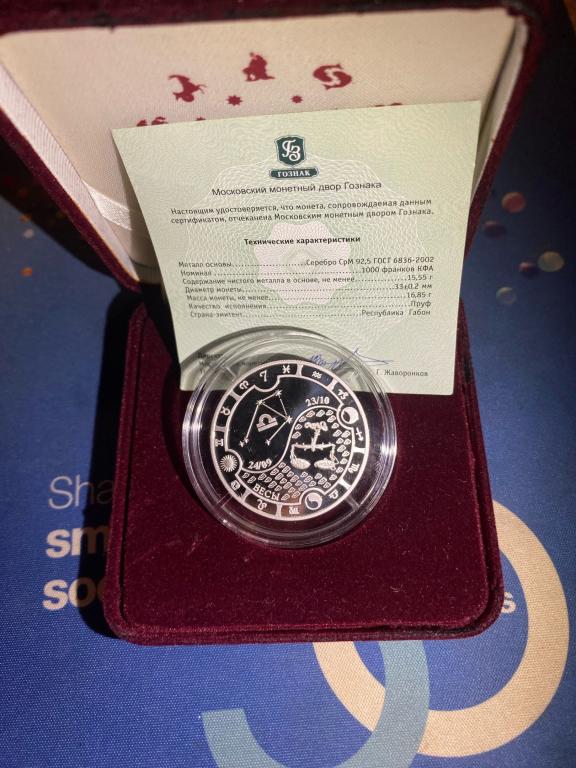 ГЗ
ГОЗНАК
Московский монетный двор Гознака
Настоящим удостоверяется, что монета, сопровождаемая данным
сертификатом, отчеканена Московским монетным двором Гознака.
Технические характеристики
Металл основы......Серебро СрМ 92,5 ГОСТ 6836-2002
Номинал......1000 франков КФА
Содержание чистого металла в основе, не менее......15,55 г
Диаметр монеты......33±0,2 мм
Масса монеты, не менее......16,85 г
Качество исполнения......Пруф
Страна-эмитент......Республика Габон
Г. Жаворонков
23/10
24/09
ВЕСЫ
Sha
sm
soc
s